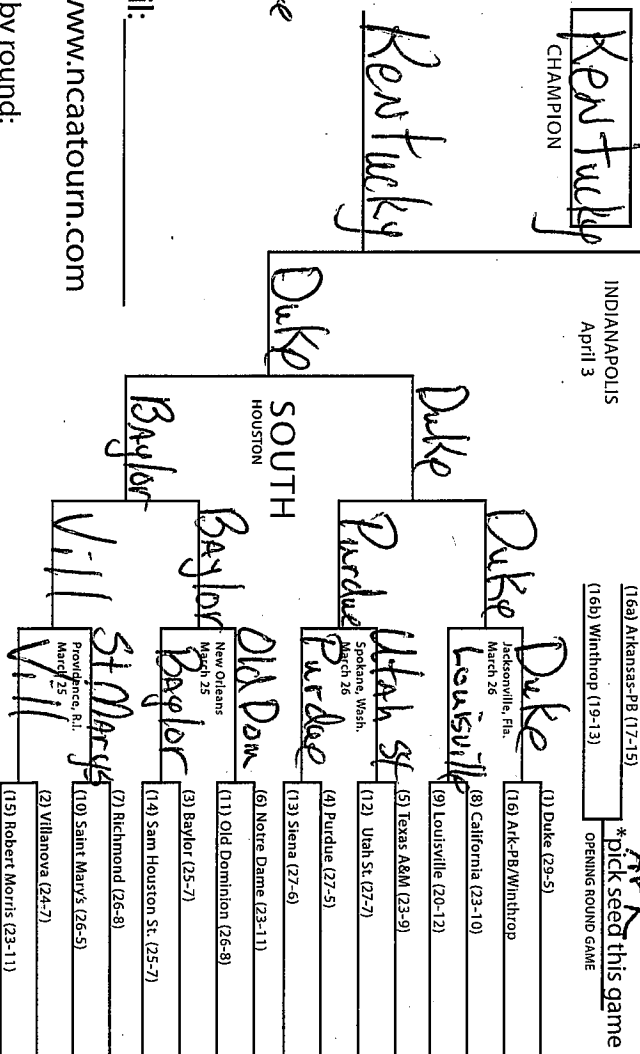 Kentucky
CHAMPION
Kentucky
il:
www.ncaatourn.com
by round:
INDIANAPOLIS
April 3
Duke
SOUTH
HOUSTON
Duke
Baylor
Duke
Purdue
Baylor
Vill
Duke
Jacksonville, Fla.
March 26
Louisville
Utah St
Spokane, Wash.
March 26
Purdue
Old Dom
New Orleans
March 25
Baylor
St Marys
Providence, R.I.
March 25
Vill
(16a) Arkansas-PB (17-15)
(16b) Winthrop (19-13)
*pick seed this game
OPENING ROUND GAME
(1) Duke (29-5)
(16) Ark-PB/Winthrop
(8) California (23-10)
(9) Louisville (20-12)
(5) Texas A&M (23-9)
(12) Utah St. (27-7)
(4) Purdue (27-5)
(13) Siena (27-6)
(6) Notre Dame (23-11)
(11) Old Dominion (26-8)
(3) Baylor (25-7)
(14) Sam Houston St. (25-7)
(7) Richmond (26-8)
(10) Saint Mary's (26-5)
(2) Villanova (24-7)
(15) Robert Morris (23-11)